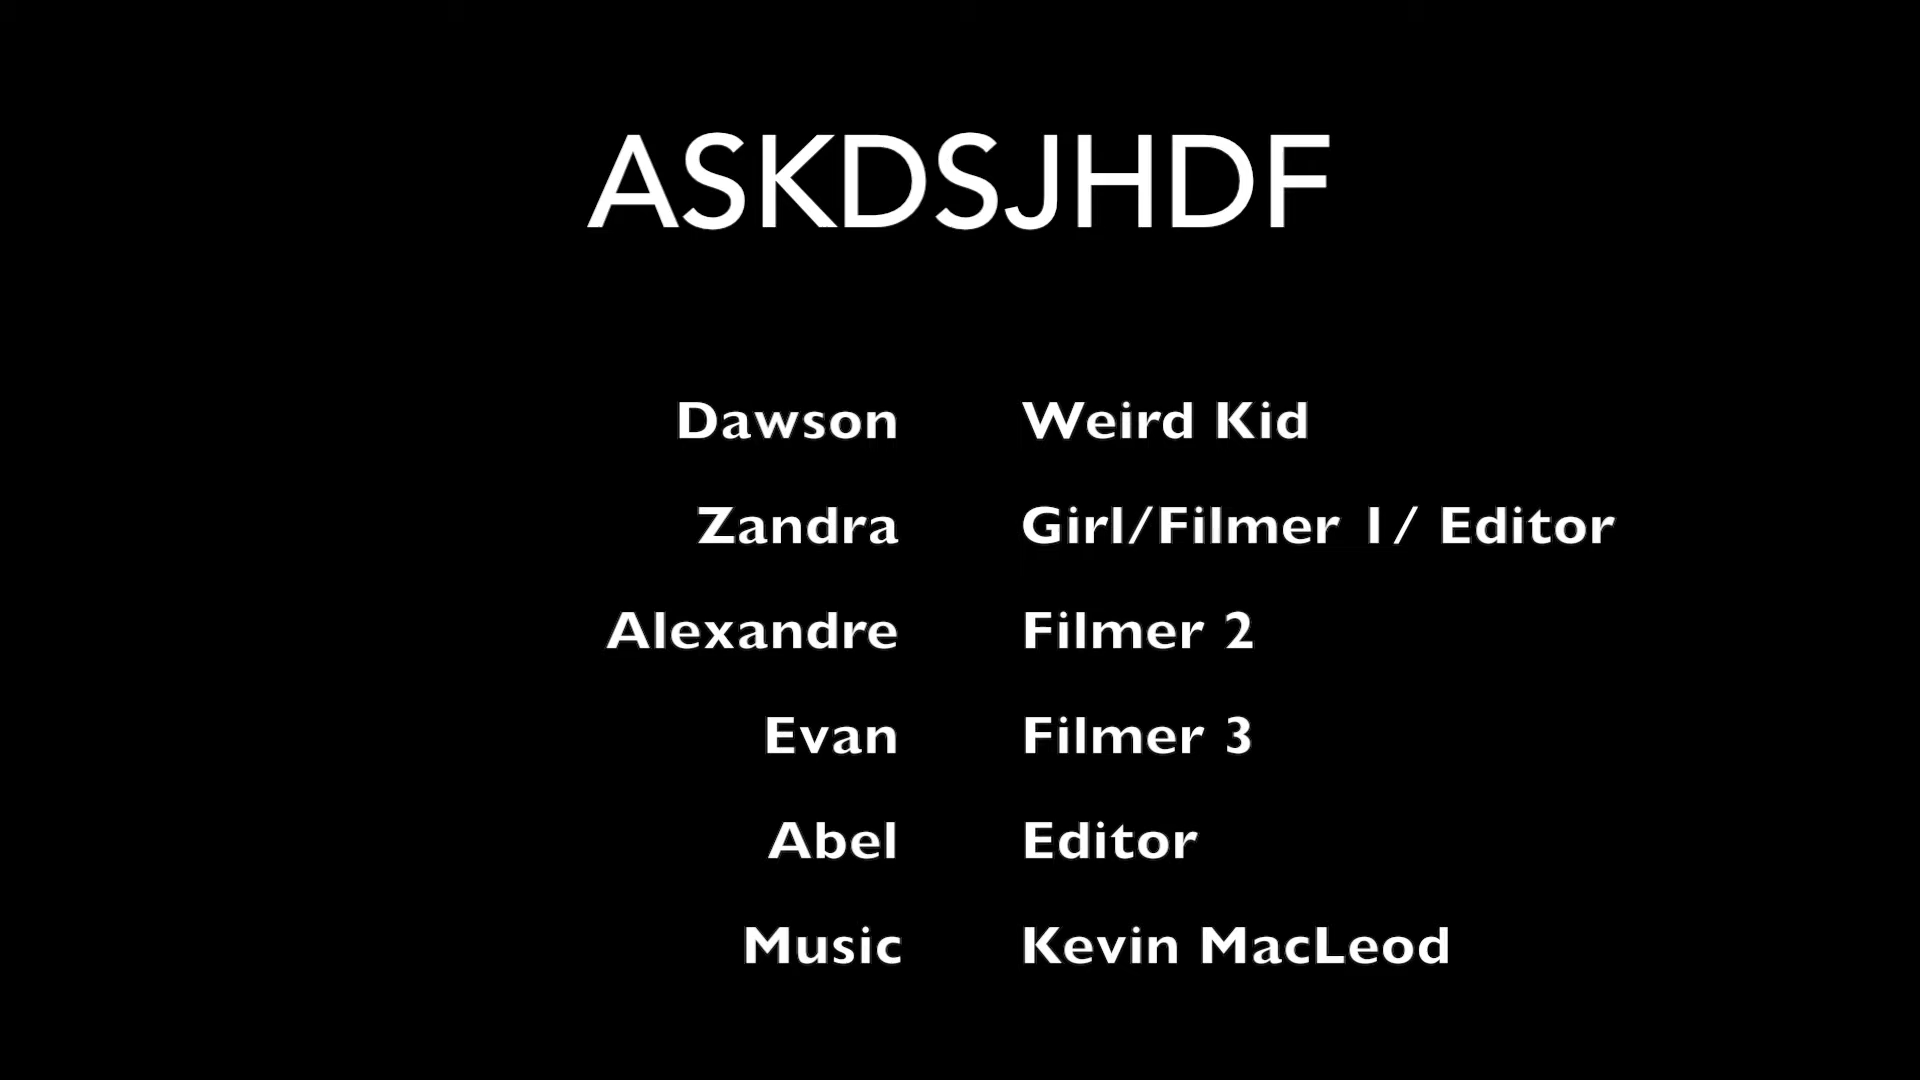 ASKDSJHDF
Dawson Weird Kid
Zandra Girl/Filmer 1/ Editor
Alexandre Filmer 2
Evan Filmer 3
Abel Editor
Music Kevin MacLeod